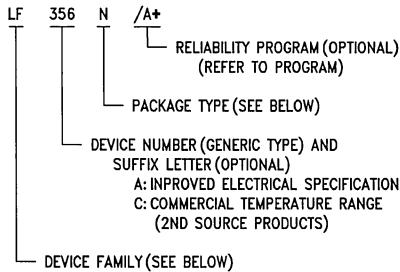 LF 356 N /A+
RELIABILITY PROGRAM (OPTIONAL)
(REFER TO PROGRAM)
PACKAGE TYPE (SEE BELOW)
DEVICE NUMBER (GENERIC TYPE) AND
SUFFIX LETTER (OPTIONAL)
A: INPROVED ELECTRICAL SPECIFICATION
C: COMMERCIAL TEMPERATURE RANGE
(2ND SOURCE PRODUCTS)
DEVICE FAMILY (SEE BELOW)